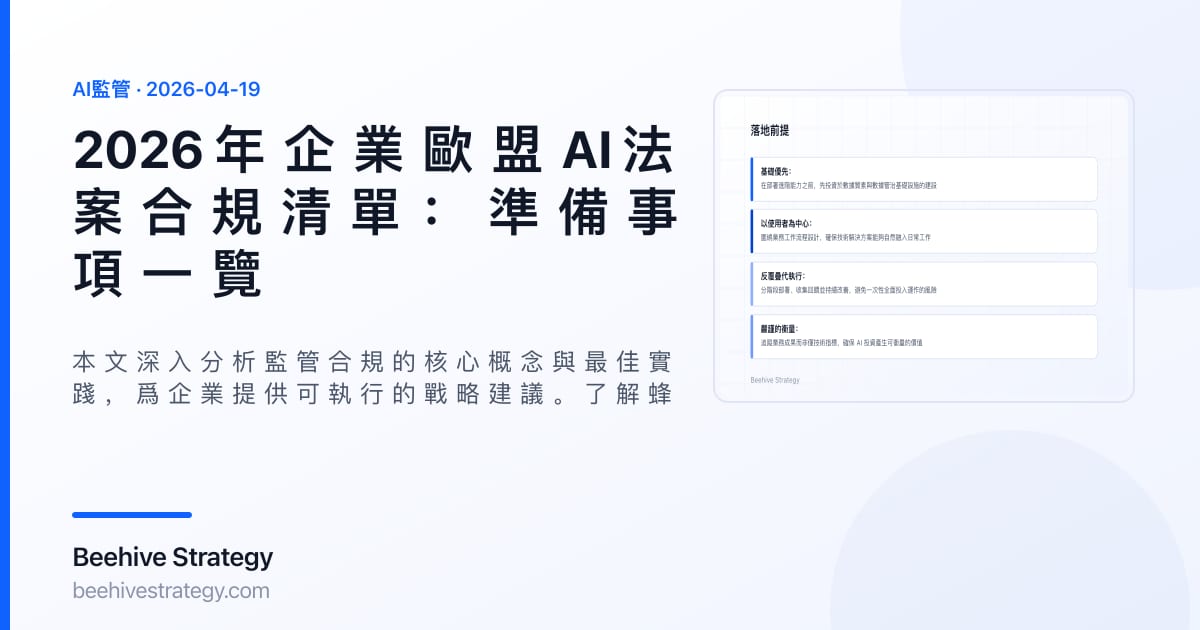 AI監管 · 2026-04-19
2026年企業歐盟AI法
案合規清單：準備事
項一覽
本文深入分析監管合規的核心概念與最佳實
踐，爲企業提供可執行的戰略建議。了解蜂
Beehive Strategy
beehivestrategy.com
落地前提
基礎優先：
在部署進階能力之前，先投資於數據質素與數據管治基礎設施的建設
以使用者為中心：
圍繞業務工作流程設計，確保技術解決方案能夠自然融入日常工作
反覆疊代執行：
分階段部署、收集回饋並持續改善，避免一次性全面投入運作的風險
嚴謹的衡量：
追蹤業務成果而非僅技術指標，確保 AI 投資產生可衡量的價值
Beehive Strategy